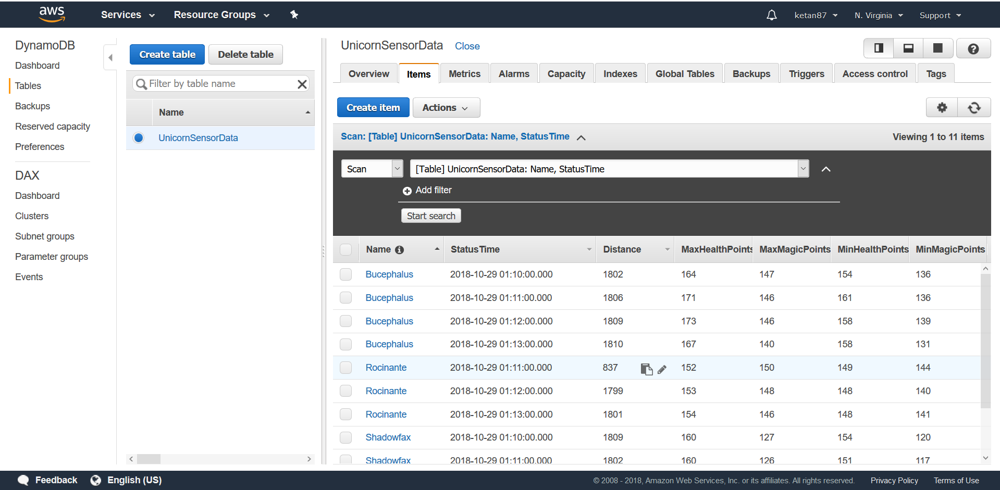 aws Services Resource Groups ketan87 N. Virginia Support
DynamoDB
Dashboard
Tables
Backups
Reserved capacity
Preferences
DAX
Dashboard
Clusters
Subnet groups
Parameter groups
Events
Create table Delete table
Filter by table name
Name
UnicornSensorData
UnicornSensorData Close
Overview Items Metrics Alarms Capacity Indexes Global Tables Backups Triggers Access control Tags
Create item Actions
Scan: [Table] UnicornSensorData: Name, StatusTime Viewing 1 to 11 items
Scan [Table] UnicornSensorData: Name, StatusTime
Add filter
Start search
Name StatusTime Distance MaxHealthPoints MaxMagicPoints MinHealthPoints MinMagicPoints
Bucephalus 2018-10-29 01:10:00.000 1802 164 147 154 136
Bucephalus 2018-10-29 01:11:00.000 1806 171 146 161 136
Bucephalus 2018-10-29 01:12:00.000 1809 173 146 158 139
Bucephalus 2018-10-29 01:13:00.000 1810 167 140 158 131
Rocinante 2018-10-29 01:11:00.000 837 152 150 149 144
Rocinante 2018-10-29 01:12:00.000 1799 153 148 148 140
Rocinante 2018-10-29 01:13:00.000 1801 154 146 148 141
Shadowfax 2018-10-29 01:10:00.000 1809 160 127 154 120
Shadowfax 2018-10-29 01:11:00.000 1802 160 126 151 117
Feedback English (US) © 2008 - 2018, Amazon Web Services, Inc. or its affiliates. All rights reserved. Privacy Policy Terms of Use